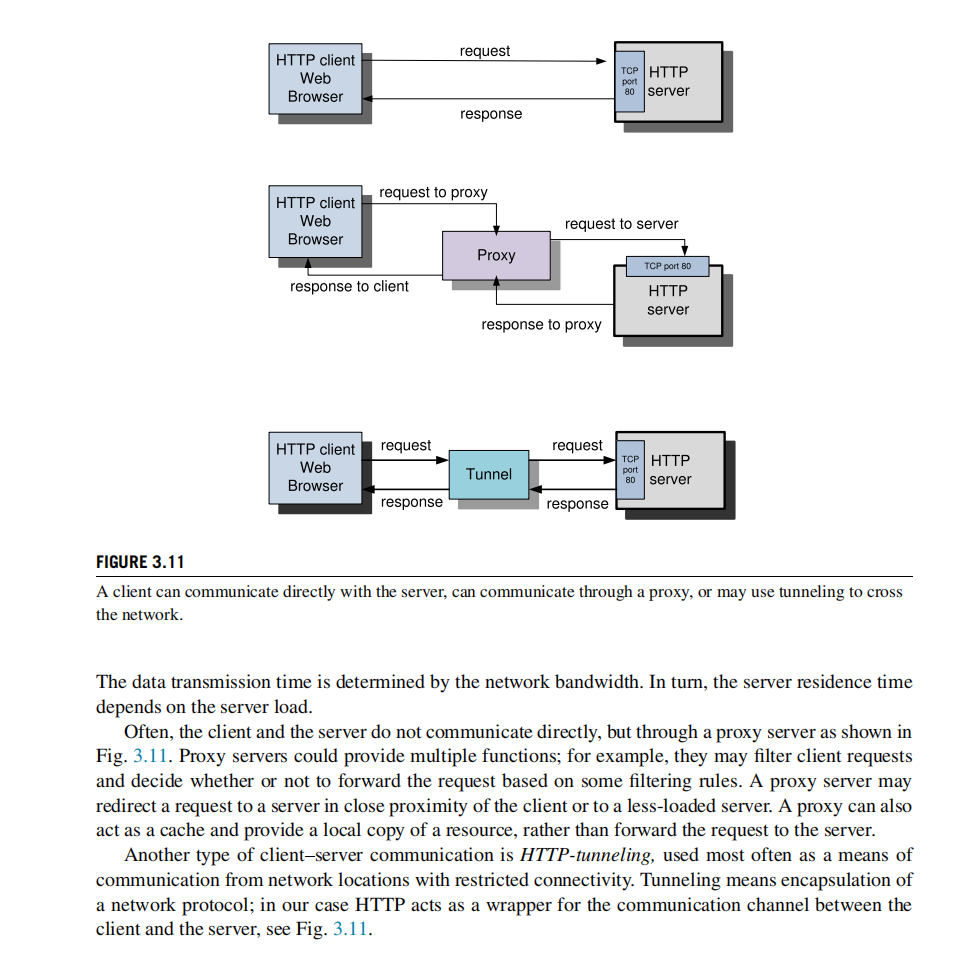 request
HTTP client
Web
Browser
TCP
port
80
HTTP
server
response
request to proxy
HTTP client
Web
Browser
request to server
Proxy
TCP port 80
response to client
HTTP
server
response to proxy
HTTP client
Web
Browser
request
request
Tunnel
TCP
port
80
HTTP
server
response
response
FIGURE 3.11
A client can communicate directly with the server, can communicate through a proxy, or may use tunneling to cross
the network.
The data transmission time is determined by the network bandwidth. In turn, the server residence time
depends on the server load.
Often, the client and the server do not communicate directly, but through a proxy server as shown in
Fig. 3.11. Proxy servers could provide multiple functions; for example, they may filter client requests
and decide whether or not to forward the request based on some filtering rules. A proxy server may
redirect a request to a server in close proximity of the client or to a less-loaded server. A proxy can also
act as a cache and provide a local copy of a resource, rather than forward the request to the server.
Another type of client–server communication is HTTP-tunneling, used most often as a means of
communication from network locations with restricted connectivity. Tunneling means encapsulation of
a network protocol; in our case HTTP acts as a wrapper for the communication channel between the
client and the server, see Fig. 3.11.